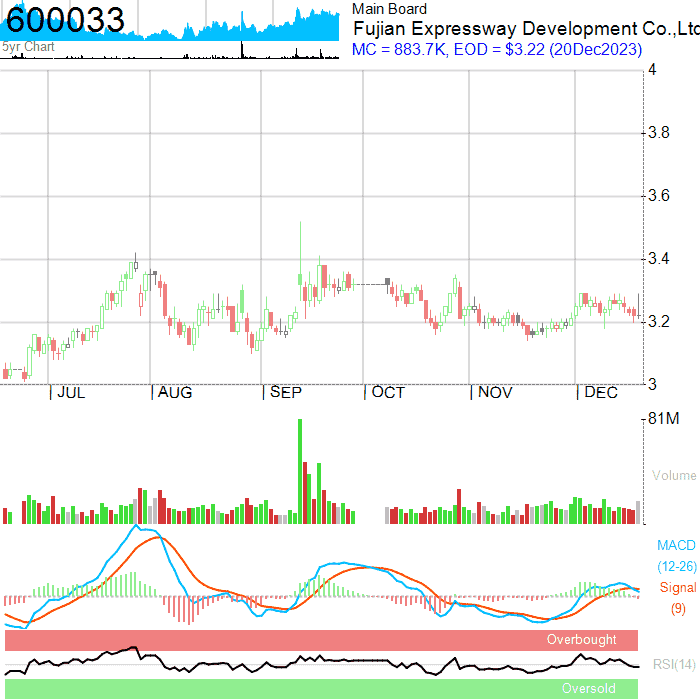 600033
Main Board
Fujian Expressway Development Co.,Ltd
5yr Chart
MC = 883.7K, EOD = $3.22 (20Dec2023)
4
3.8
3.6
3.4
3.2
3
JUL AUG SEP OCT NOV DEC
81M
Volume
MACD
(12-26)
Signal
(9)
Overbought
RSI(14)
Oversold